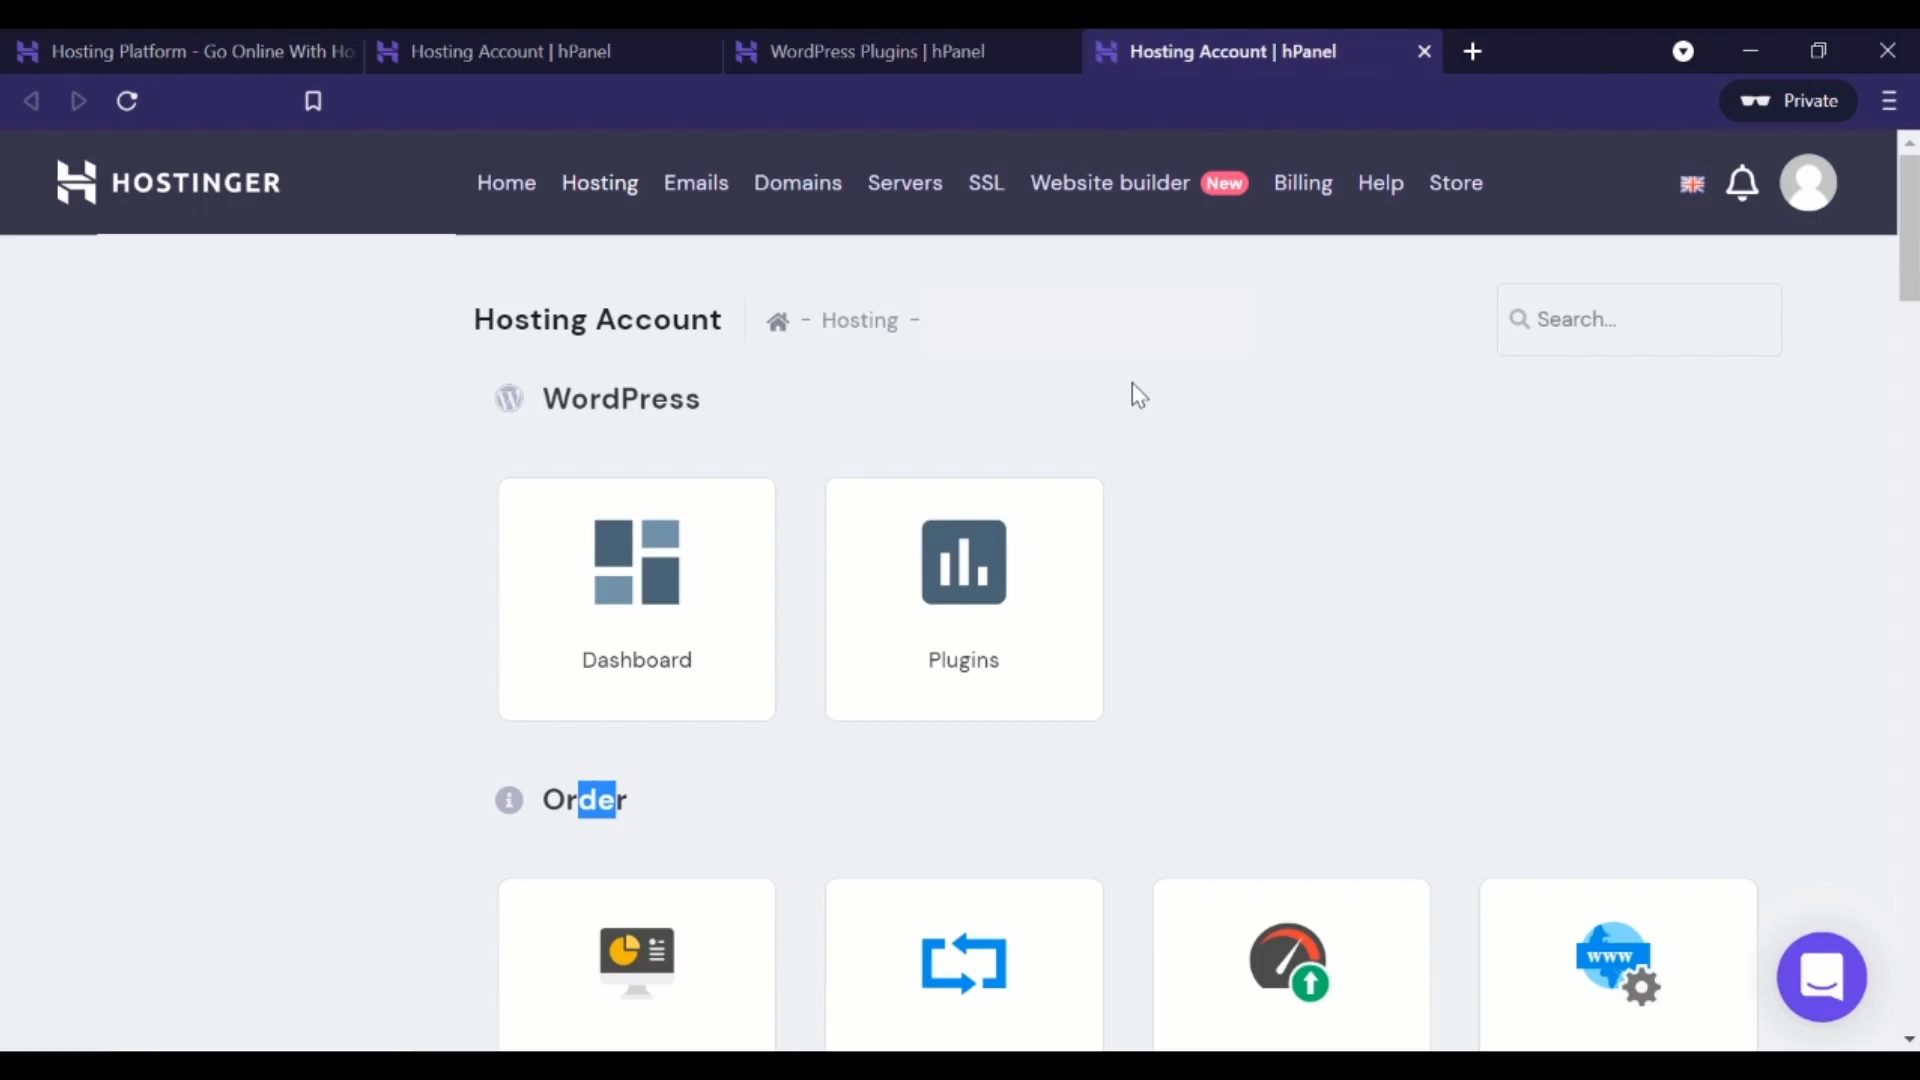 Hosting Platform - Go Online With Ho
Hosting Account | hPanel
WordPress Plugins | hPanel
Hosting Account | hPanel
Private
HOSTINGER
Home Hosting Emails Domains Servers SSL Website builder New Billing Help Store
Hosting Account
- Hosting -
Search...
WordPress
Dashboard
Plugins
Order
www